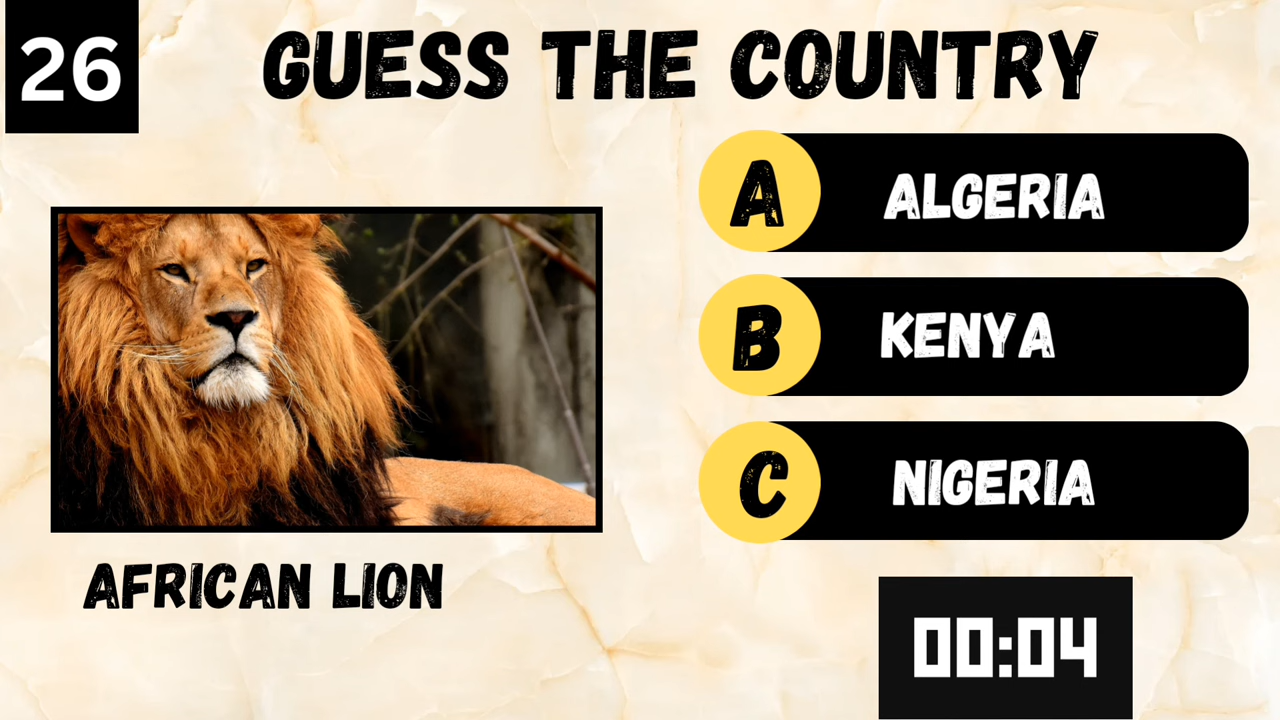 26
GUESS THE COUNTRY
A ALGERIA
B KENYA
C NIGERIA
AFRICAN LION
00:04